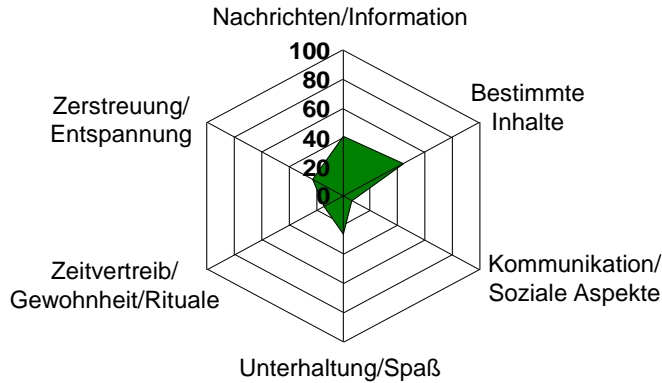 Nachrichten/Information
100
80
60
40
20
0
Bestimmte
Inhalte
Kommunikation/
Soziale Aspekte
Unterhaltung/Spaß
Zeitvertreib/
Gewohnheit/Rituale
Zerstreuung/
Entspannung